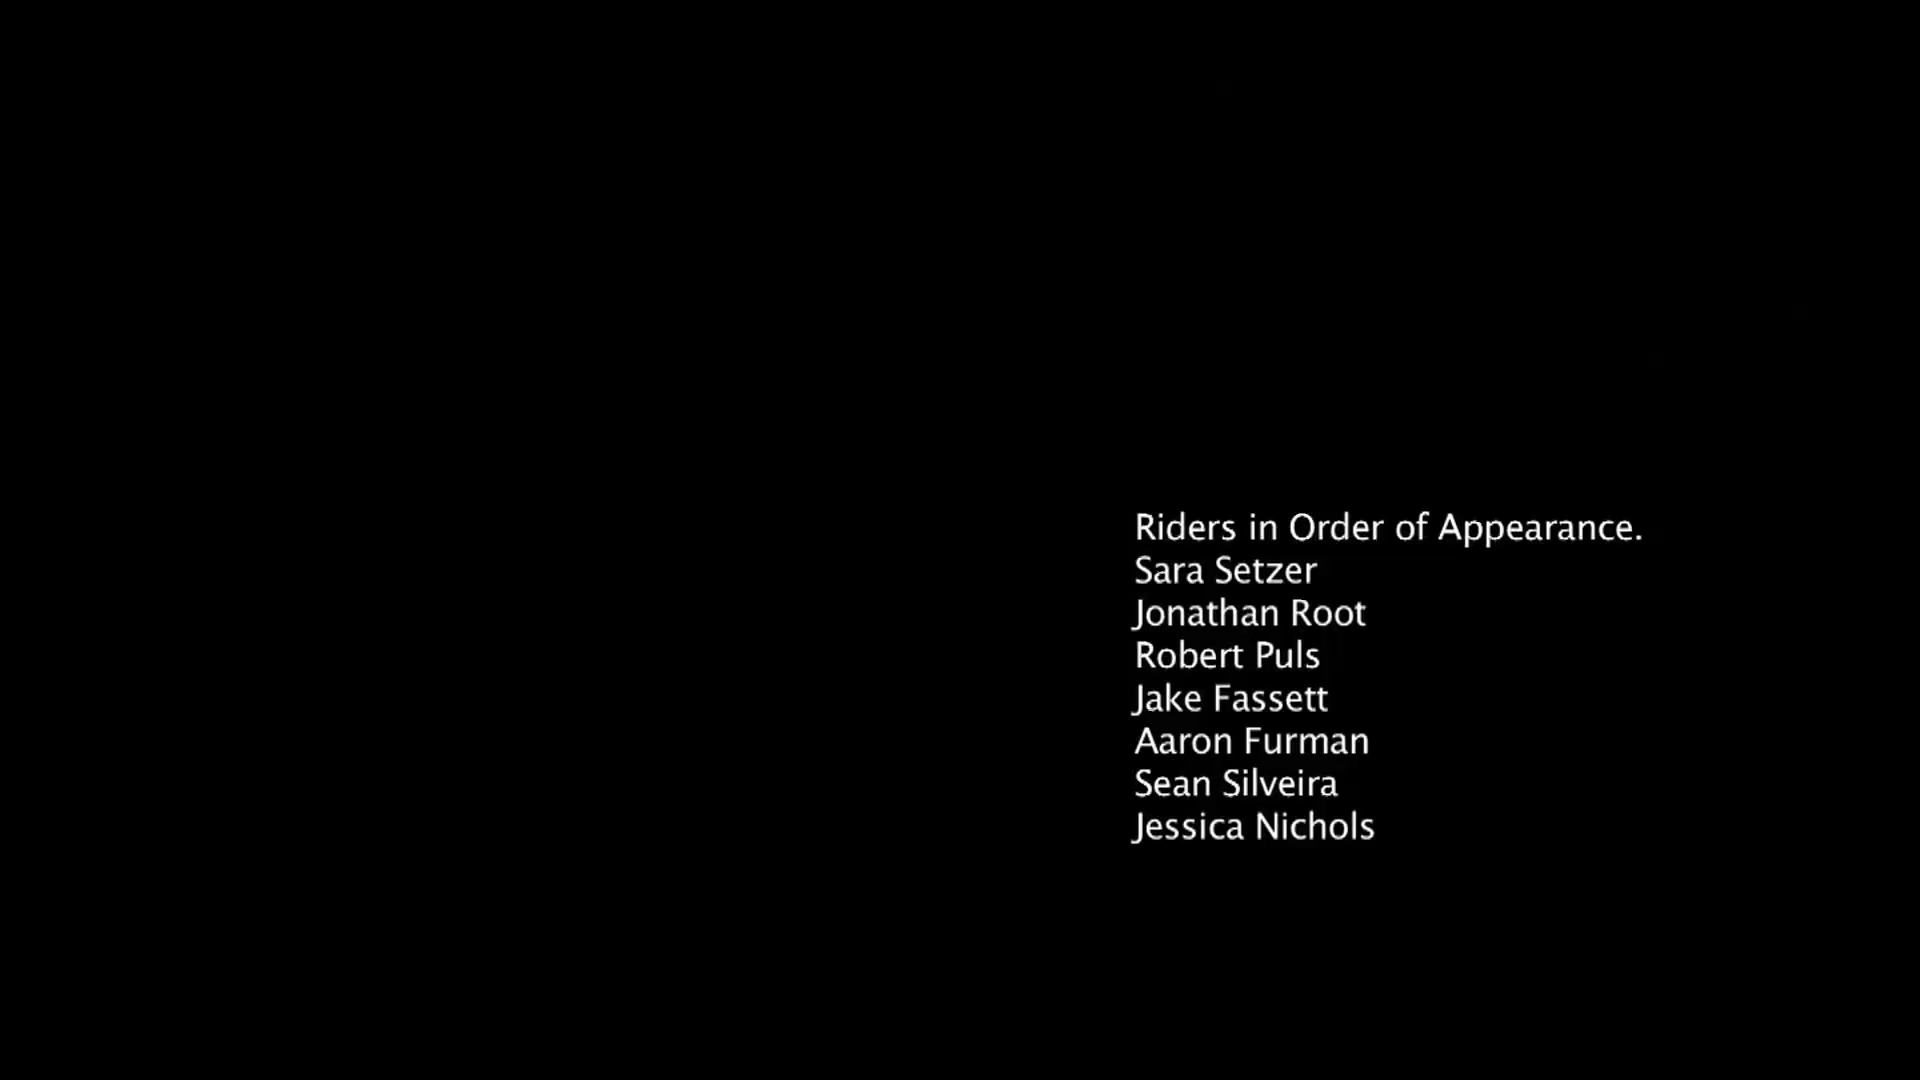 Riders in Order of Appearance.
Sara Setzer
Jonathan Root
Robert Puls
Jake Fassett
Aaron Furman
Sean Silveira
Jessica Nichols